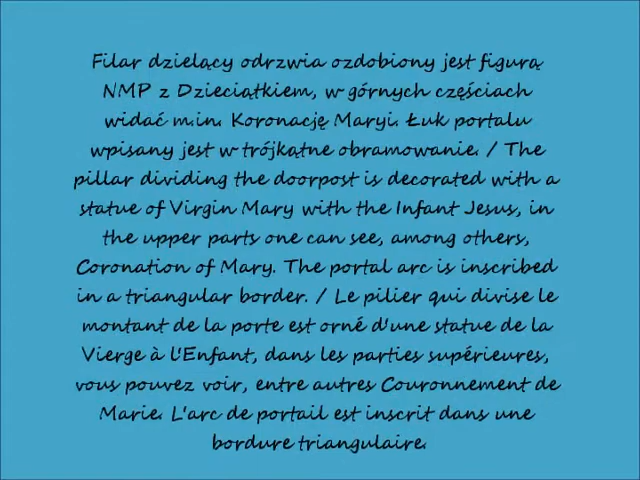 Filar dzielący odrzwia ozdobiony jest figurą
NMP z Dzieciątkiem, w górnych częściach
widać m.in. Koronację Maryi. Łuk portalu
wpisany jest w trójkątne obramowanie. / The
pillar dividing the doorpost is decorated with a
statue of Virgin Mary with the Infant Jesus, in
the upper parts one can see, among others,
Coronation of Mary. The portal arc is inscribed
in a triangular border. / Le pilier qui divise le
montant de la porte est orné d'une statue de la
Vierge à l'Enfant, dans les parties supérieures,
vous pouvez voir, entre autres Couronnement de
Marie. L'arc de portail est inscrit dans une
bordure triangulaire.